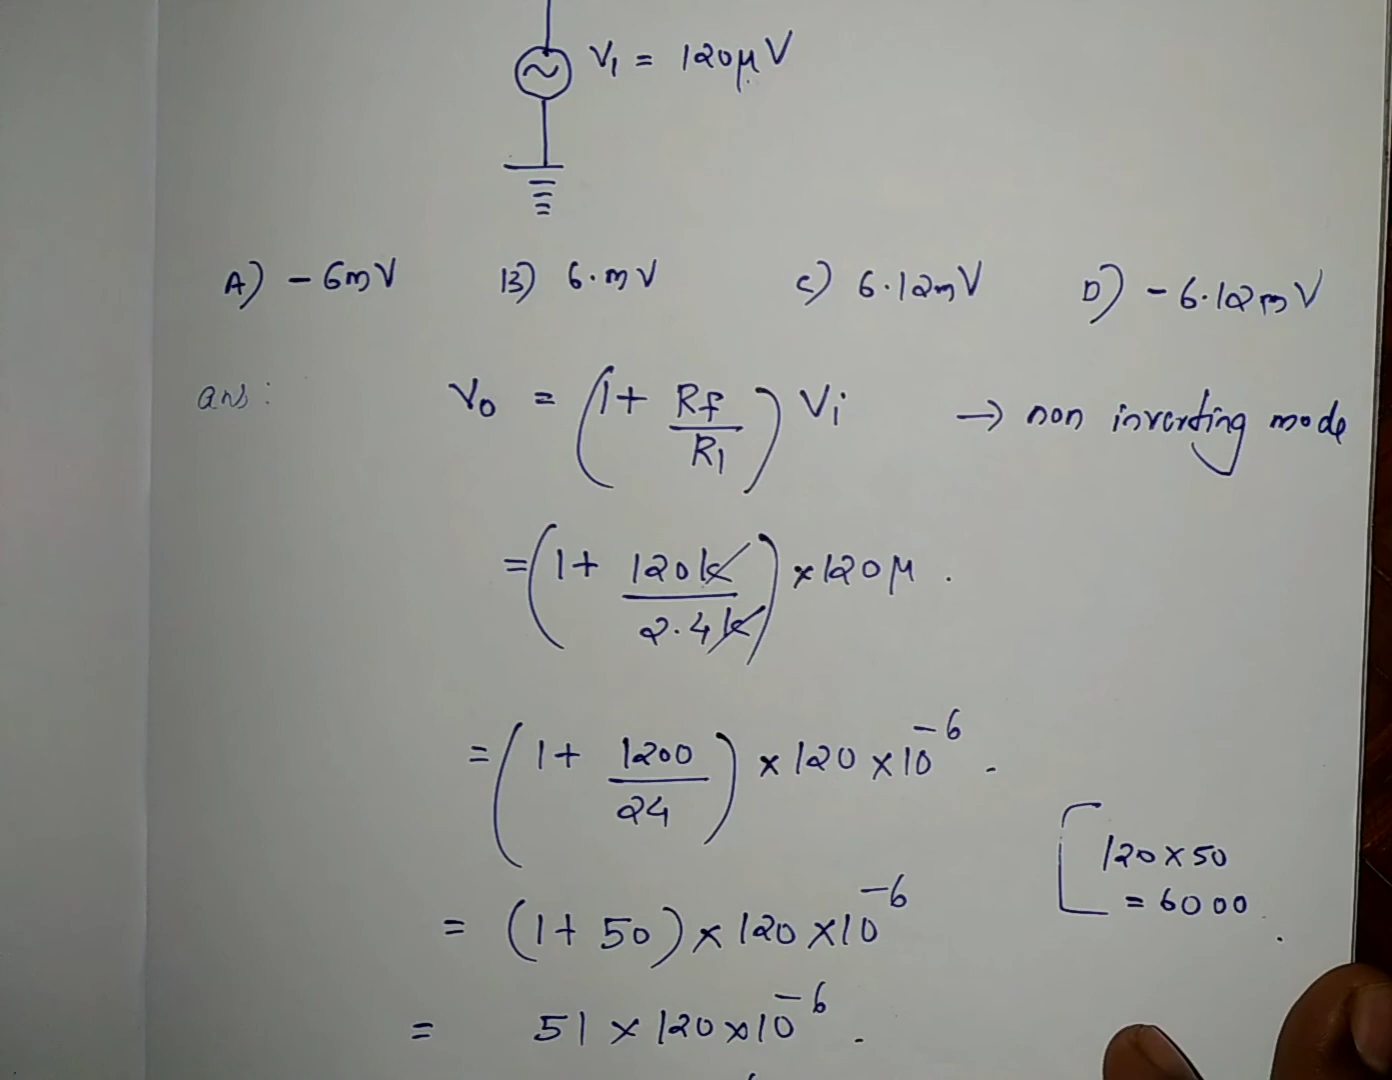 V1 = 120μV
A) - 6mV B) 6.mV C) 6.12mV D) - 6.12mV
ans: Vo = (1 + Rf/R1) Vi → non inverting mode
= (1 + 120k/2.4k) × 120μ.
= (1 + 1200/24) × 120 × 10^-6.
[120 × 50
= 6000.
= (1 + 50) × 120 × 10^-6
= 51 × 120 × 10^-6.